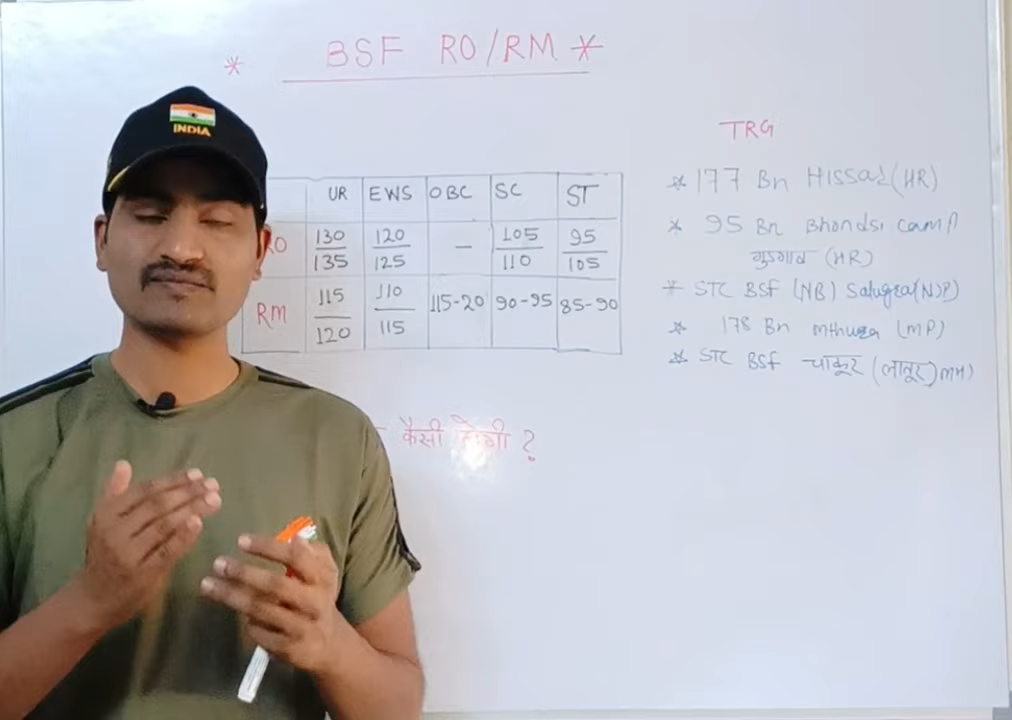 * BSF RO/RM *
INDIA
UR EWS OBC SC ST
RO 130/135 120/125 — 105/110 95/105
RM 115/120 110/115 115-20 90-95 85-90
कैसी होगी ?
TRG
* 177 Bn Hissar(HR)
* 95 Bn Bhondsi camp
गुडगाव (HR)
* STC BSF (NB) (NJP)
* 178 Bn (MP)
* STC BSF चाकूर (लातूर) MH)